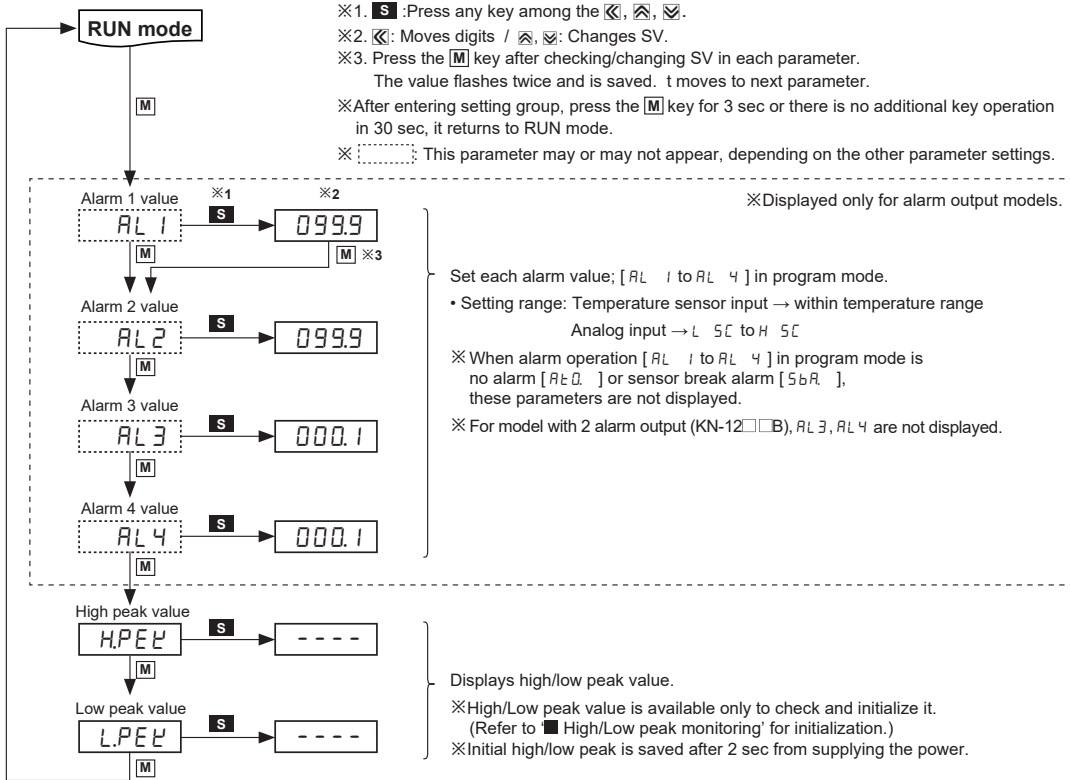 RUN mode
※1. S :Press any key among the «, ︽, ︾.
※2. «: Moves digits / ︽, ︾: Changes SV.
※3. Press the M key after checking/changing SV in each parameter.
The value flashes twice and is saved. t moves to next parameter.
※After entering setting group, press the M key for 3 sec or there is no additional key operation
in 30 sec, it returns to RUN mode.
※ : This parameter may or may not appear, depending on the other parameter settings.
M
※Displayed only for alarm output models.
Alarm 1 value
※1
※2
AL 1
S
099.9
M
M ※3
Alarm 2 value
AL 2
S
099.9
M
Alarm 3 value
AL 3
S
000.1
M
Alarm 4 value
AL 4
S
000.1
M
Set each alarm value; [ AL 1 to AL 4 ] in program mode.
• Setting range: Temperature sensor input → within temperature range
Analog input → L SC to H SC
※ When alarm operation [ AL 1 to AL 4 ] in program mode is
no alarm [ At0. ] or sensor break alarm [ SbA. ],
these parameters are not displayed.
※ For model with 2 alarm output (KN-12□□B), AL 3, AL 4 are not displayed.
High peak value
H.PEK
S
- - - -
M
Low peak value
L.PEK
S
- - - -
M
Displays high/low peak value.
※High/Low peak value is available only to check and initialize it.
(Refer to '■ High/Low peak monitoring' for initialization.)
※Initial high/low peak is saved after 2 sec from supplying the power.